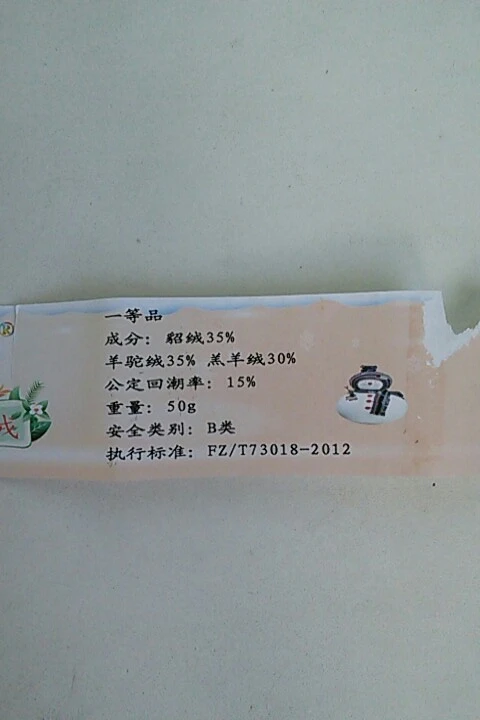 一等品
成分: 貂绒35%
羊驼绒35% 羔羊绒30%
公定回潮率: 15%
重量: 50g
安全类别: B类
执行标准: FZ/T73018-2012
®